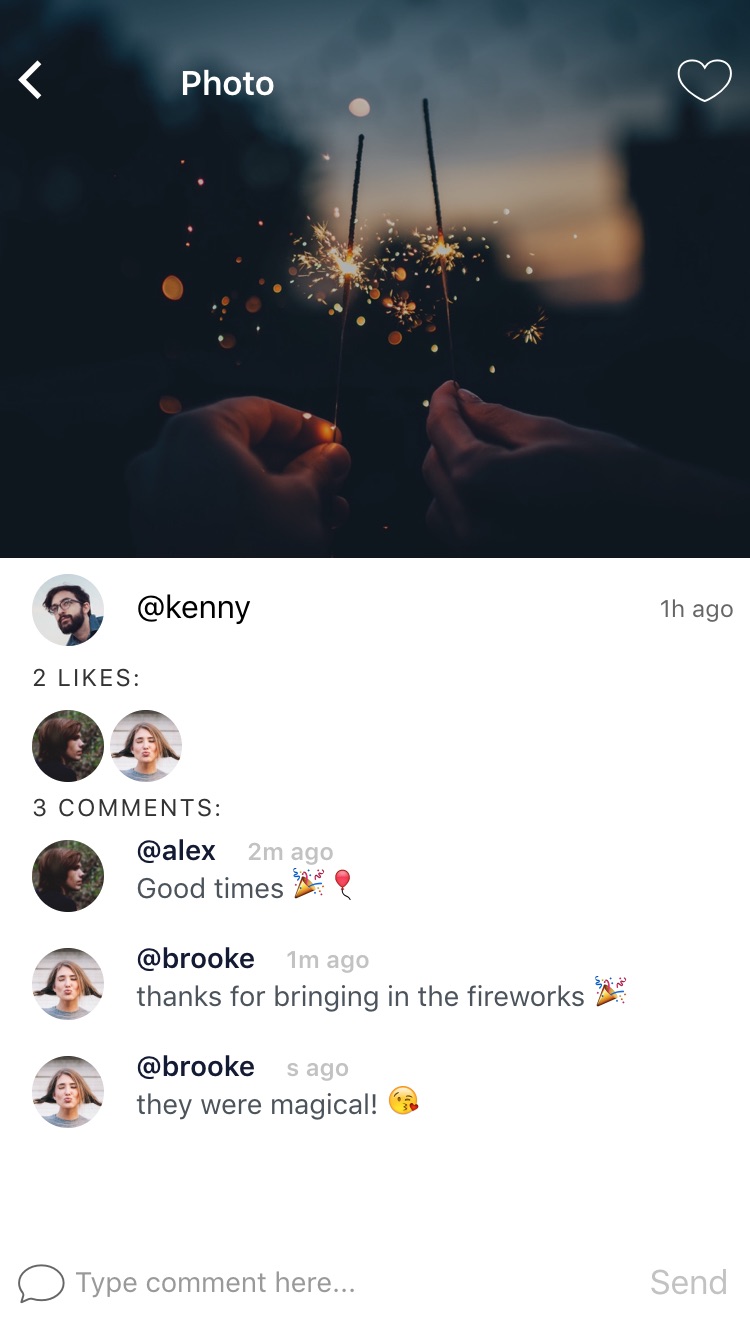 Photo
@kenny 1h ago
2 LIKES:
3 COMMENTS:
@alex 2m ago
Good times 🎉🎈
@brooke 1m ago
thanks for bringing in the fireworks 🎉
@brooke s ago
they were magical! 😘
Type comment here... Send